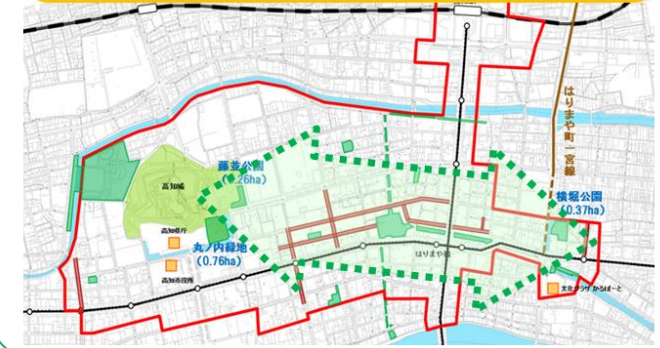 はりまや町一宮線
藤並公園
(0.26ha)
高知城
横堀公園
(0.37ha)
高知県庁
丸ノ内緑地
(0.76ha)
はりまや橋
高知市役所
文化プラザ かるぽーと